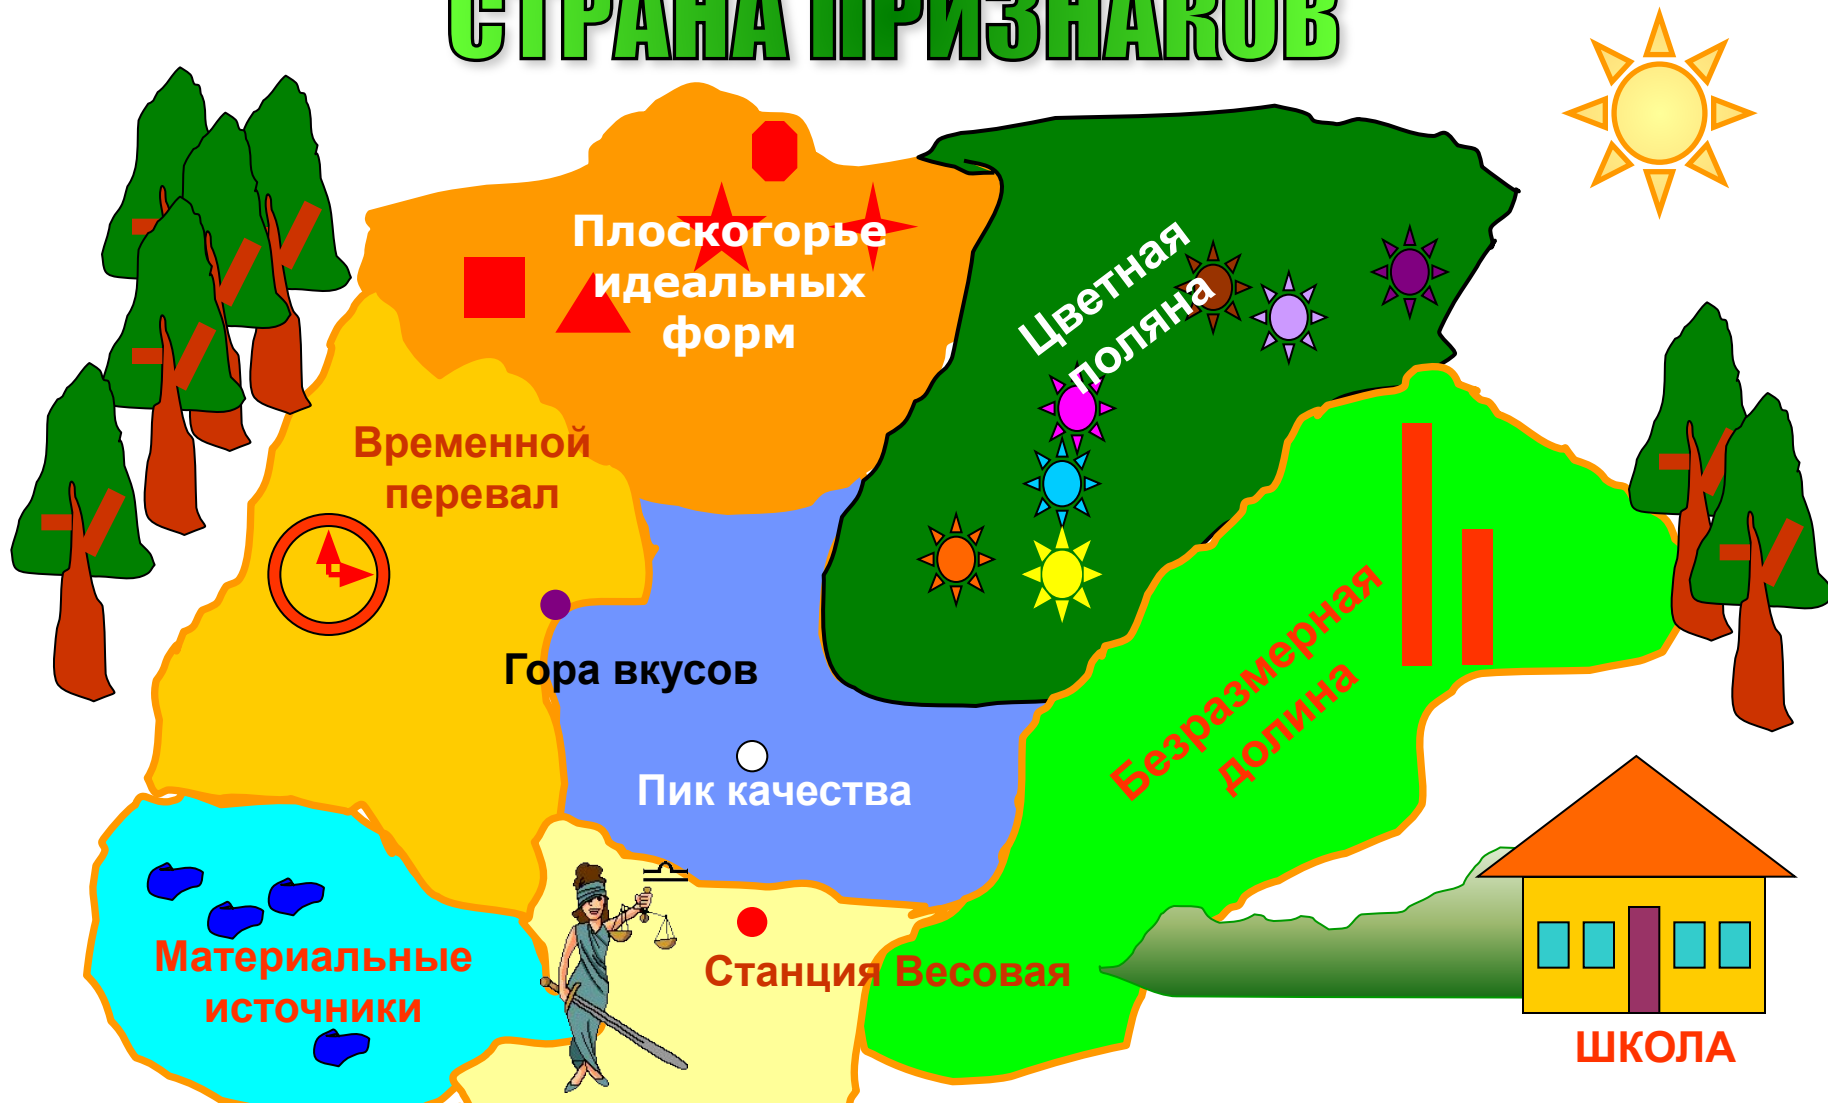 СТРАНА ПРИЗНАКОВ
Плоскогорье
идеальных
форм
Цветная
поляна
Временной
перевал
Гора вкусов
Безразмерная
долина
Пик качества
Материальные
источники
Станция Весовая
ШКОЛА